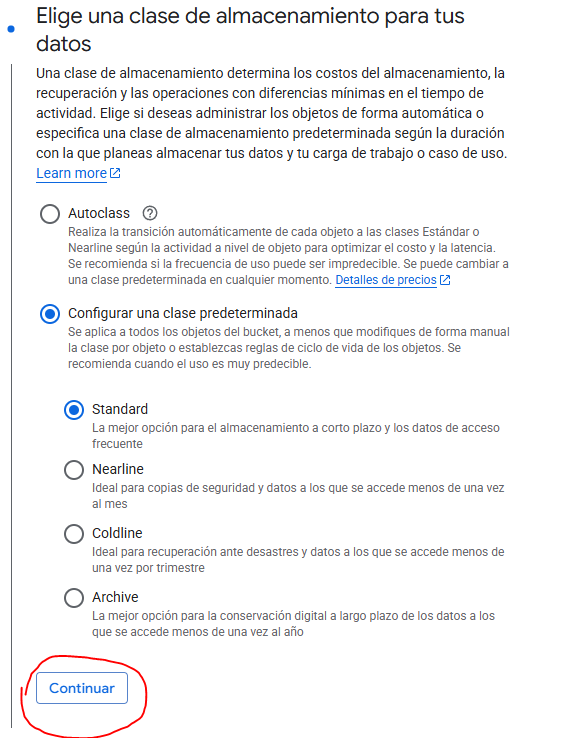 Elige una clase de almacenamiento para tus
datos
Una clase de almacenamiento determina los costos del almacenamiento, la
recuperación y las operaciones con diferencias mínimas en el tiempo de
actividad. Elige si deseas administrar los objetos de forma automática o
especifica una clase de almacenamiento predeterminada según la duración
con la que planeas almacenar tus datos y tu carga de trabajo o caso de uso.
Learn more
Autoclass
Realiza la transición automáticamente de cada objeto a las clases Estándar o
Nearline según la actividad a nivel de objeto para optimizar el costo y la latencia.
Se recomienda si la frecuencia de uso puede ser impredecible. Se puede cambiar a
una clase predeterminada en cualquier momento. Detalles de precios
Configurar una clase predeterminada
Se aplica a todos los objetos del bucket, a menos que modifiques de forma manual
la clase por objeto o establezcas reglas de ciclo de vida de los objetos. Se
recomienda cuando el uso es muy predecible.
Standard
La mejor opción para el almacenamiento a corto plazo y los datos de acceso
frecuente
Nearline
Ideal para copias de seguridad y datos a los que se accede menos de una vez
al mes
Coldline
Ideal para recuperación ante desastres y datos a los que se accede menos de
una vez por trimestre
Archive
La mejor opción para la conservación digital a largo plazo de los datos a los
que se accede menos de una vez al año
Continuar